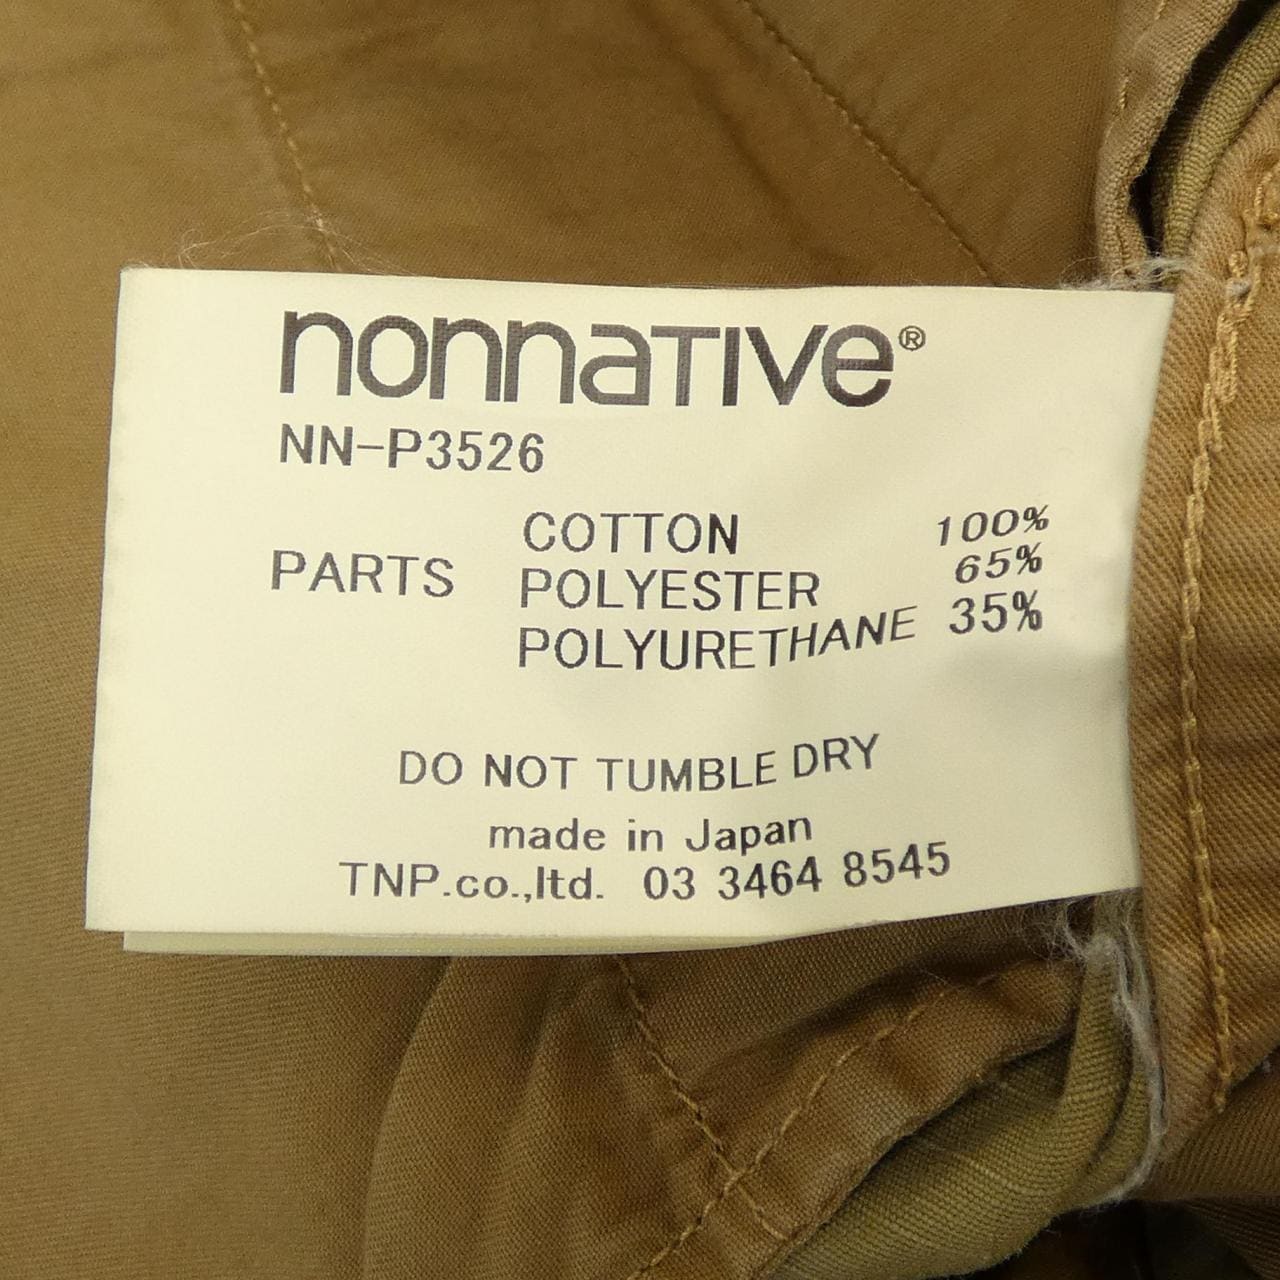 nonnative®
NN-P3526
COTTON 100%
PARTS POLYESTER 65%
POLYURETHANE 35%
DO NOT TUMBLE DRY
made in Japan
TNP.co.,ltd. 03 3464 8545